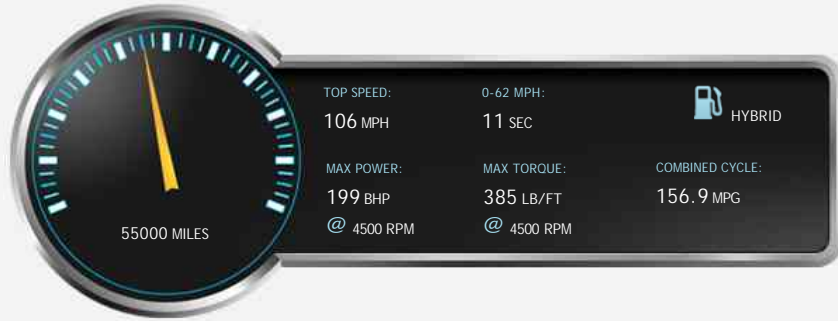 TOP SPEED:
106 MPH
0-62 MPH:
11 SEC
HYBRID
MAX POWER:
199 BHP
@ 4500 RPM
MAX TORQUE:
385 LB/FT
@ 4500 RPM
COMBINED CYCLE:
156.9 MPG
55000 MILES